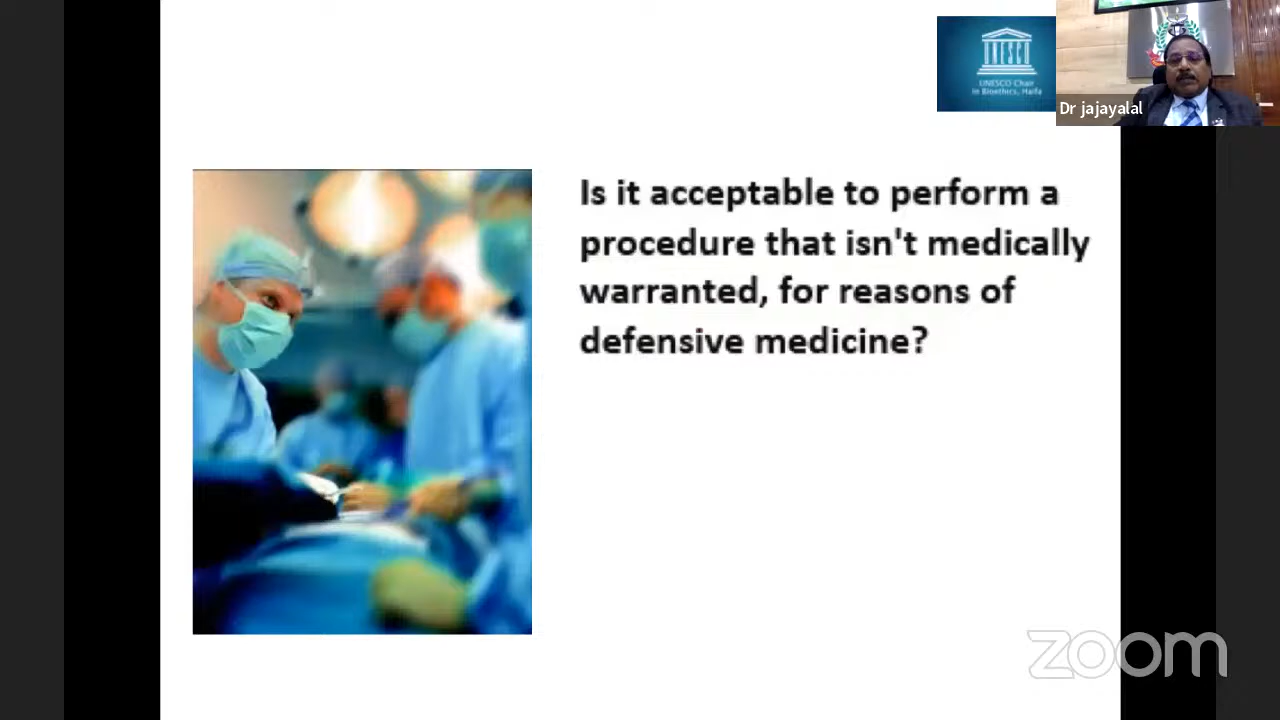 UNESCO
UNESCO Chair
in Bioethics, Haifa
Dr jajayalal
Is it acceptable to perform a
procedure that isn't medically
warranted, for reasons of
defensive medicine?
zoom